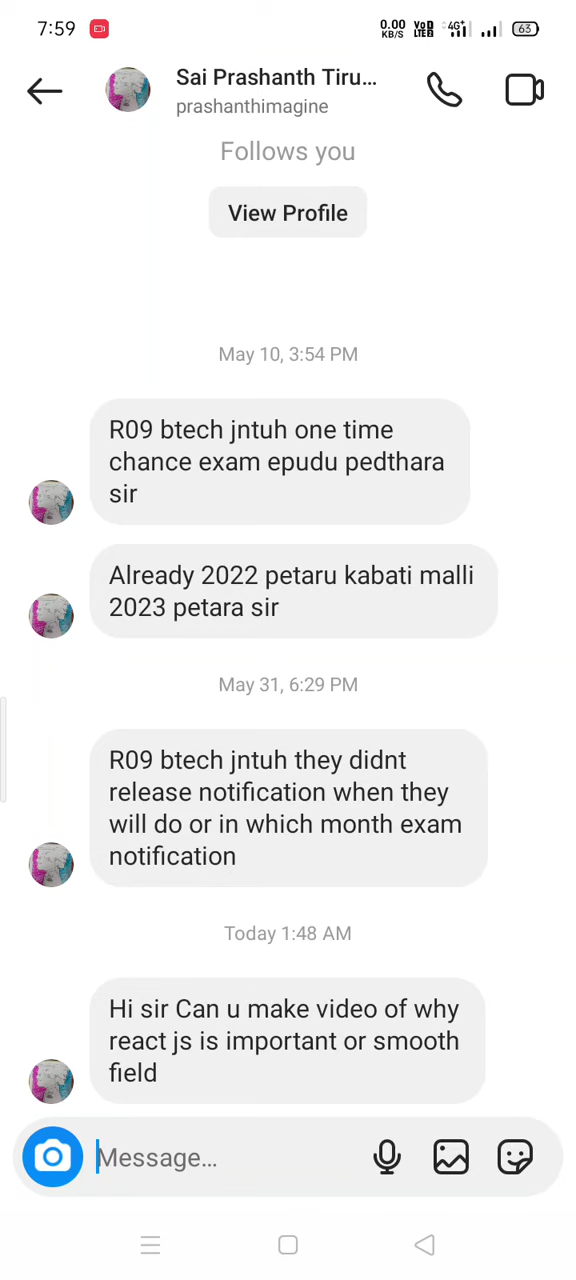 7:59
0.00
KB/S
VoD
LTE2
4G+
63
Sai Prashanth Tiru...
prashanthimagine
Follows you
View Profile
May 10, 3:54 PM
R09 btech jntuh one time
chance exam epudu pedthara
sir
Already 2022 petaru kabati malli
2023 petara sir
May 31, 6:29 PM
R09 btech jntuh they didnt
release notification when they
will do or in which month exam
notification
Today 1:48 AM
Hi sir Can u make video of why
react js is important or smooth
field
Message...